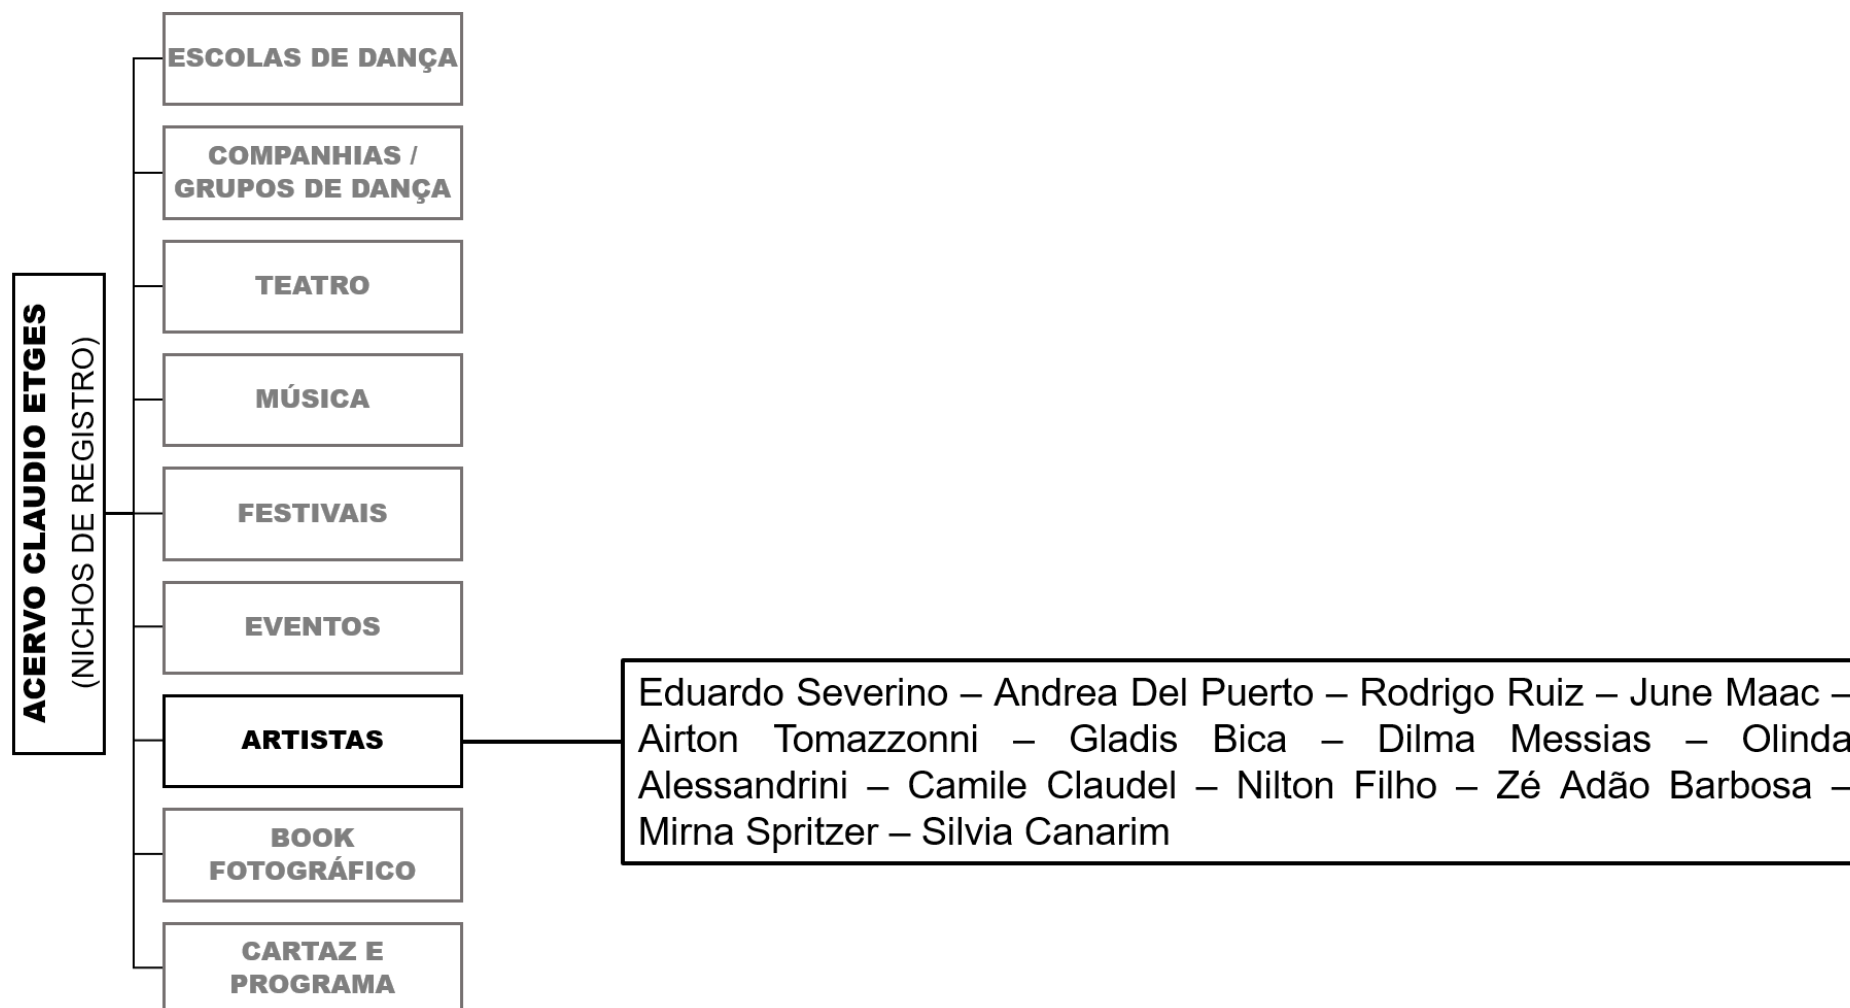 ACERVO CLAUDIO ETGES
(NICHOS DE REGISTRO)
ESCOLAS DE DANÇA
COMPANHIAS /
GRUPOS DE DANÇA
TEATRO
MÚSICA
FESTIVAIS
EVENTOS
ARTISTAS
Eduardo Severino – Andrea Del Puerto – Rodrigo Ruiz – June Maac –
Airton Tomazzonni – Gladis Bica – Dilma Messias – Olinda
Alessandrini – Camile Claudel – Nilton Filho – Zé Adão Barbosa –
Mirna Spritzer – Silvia Canarim
BOOK
FOTOGRÁFICO
CARTAZ E
PROGRAMA